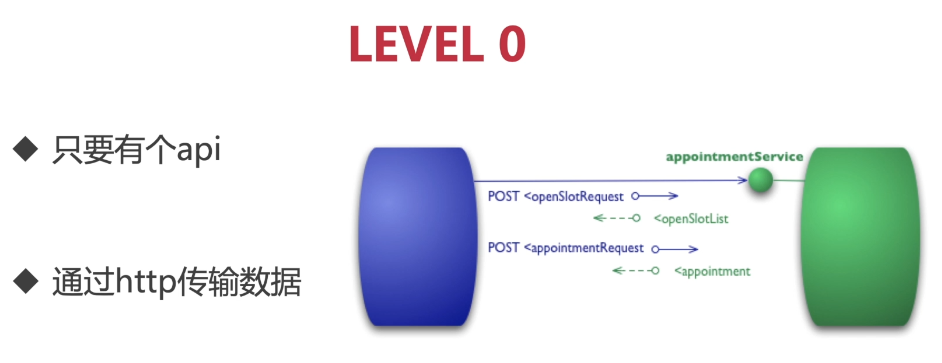 LEVEL 0
◆ 只要有个api
◆ 通过http传输数据
appointmentService
POST <openSlotRequest
<openSlotList
POST <appointmentRequest
<appointment